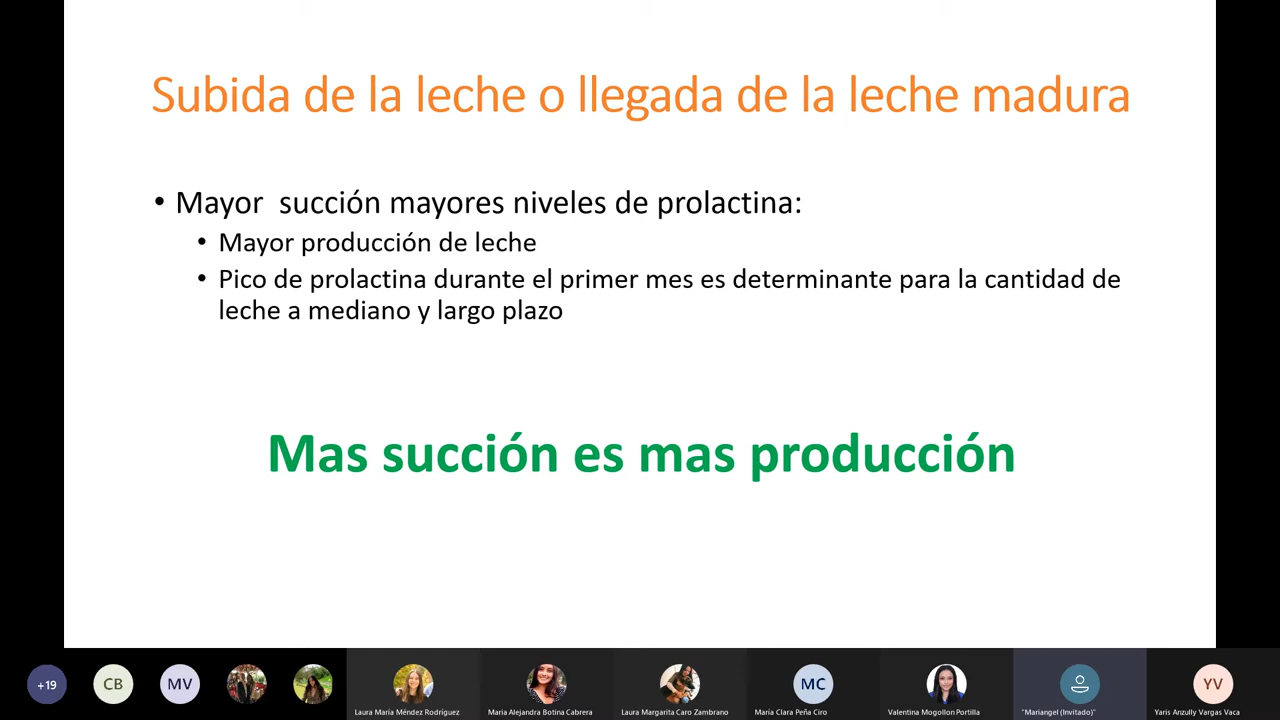 Subida de la leche o llegada de la leche madura
• Mayor succión mayores niveles de prolactina:
• Mayor producción de leche
• Pico de prolactina durante el primer mes es determinante para la cantidad de
leche a mediano y largo plazo
Mas succión es mas producción
+19
CB
MV
Laura María Méndez Rodríguez
Maria Alejandra Botina Cabrera
Laura Margarita Caro Zambrano
MC
María Clara Peña Ciro
Valentina Mogollon Portilla
"Mariangel (Invitado)"
YV
Yaris Anzully Vargas Vaca